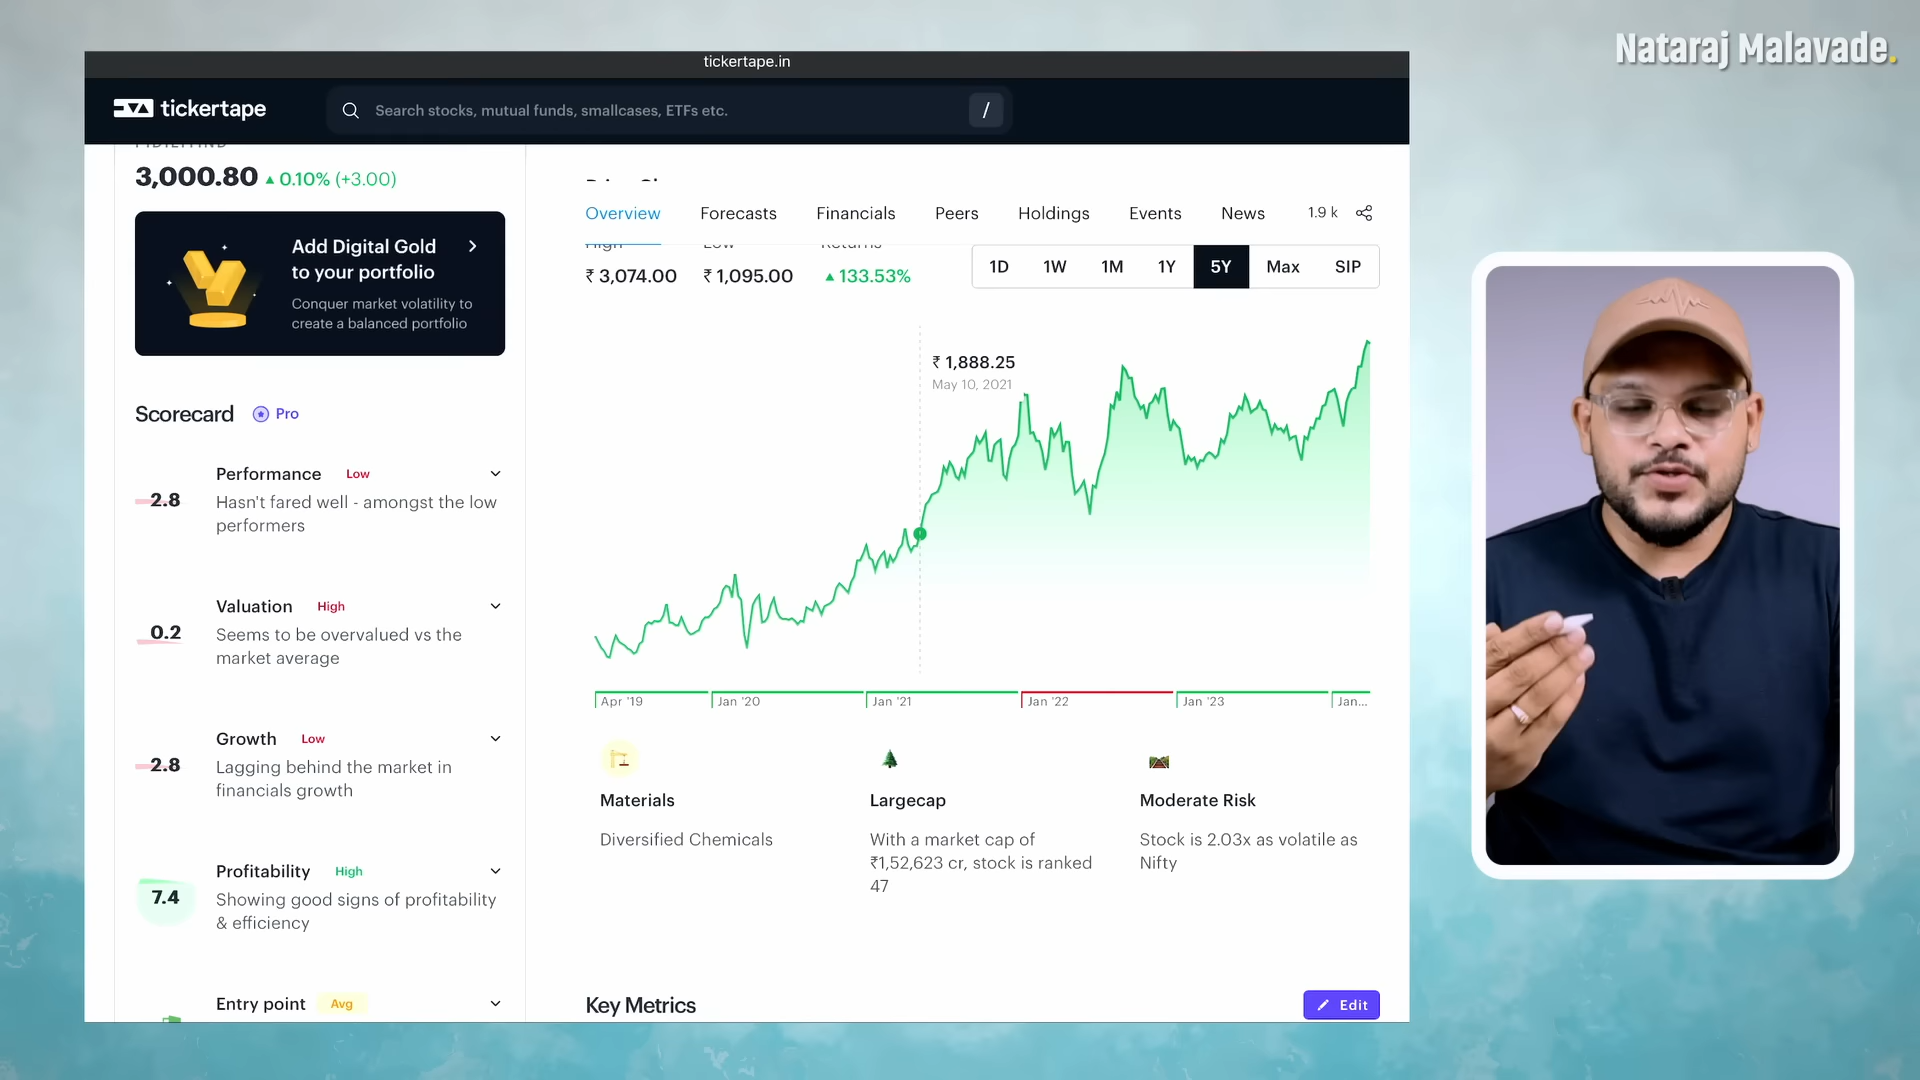 Nataraj Malavade.
tickertape.in
tickertape
Search stocks, mutual funds, smallcases, ETFs etc.
/
3,000.80 ▲ 0.10% (+3.00)
Add Digital Gold
to your portfolio
Conquer market volatility to
create a balanced portfolio
Scorecard Pro
Performance Low
2.8
Hasn't fared well - amongst the low
performers
Valuation High
0.2
Seems to be overvalued vs the
market average
Growth Low
2.8
Lagging behind the market in
financials growth
Profitability High
7.4
Showing good signs of profitability
& efficiency
Entry point Avg
Overview Forecasts Financials Peers Holdings Events News 1.9 k
High Low Returns
₹ 3,074.00 ₹ 1,095.00 ▲ 133.53%
1D 1W 1M 1Y 5Y Max SIP
₹ 1,888.25
May 10, 2021
Apr '19 Jan '20 Jan '21 Jan '22 Jan '23 Jan...
Materials
Diversified Chemicals
Largecap
With a market cap of
₹1,52,623 cr, stock is ranked
47
Moderate Risk
Stock is 2.03x as volatile as
Nifty
Key Metrics
Edit